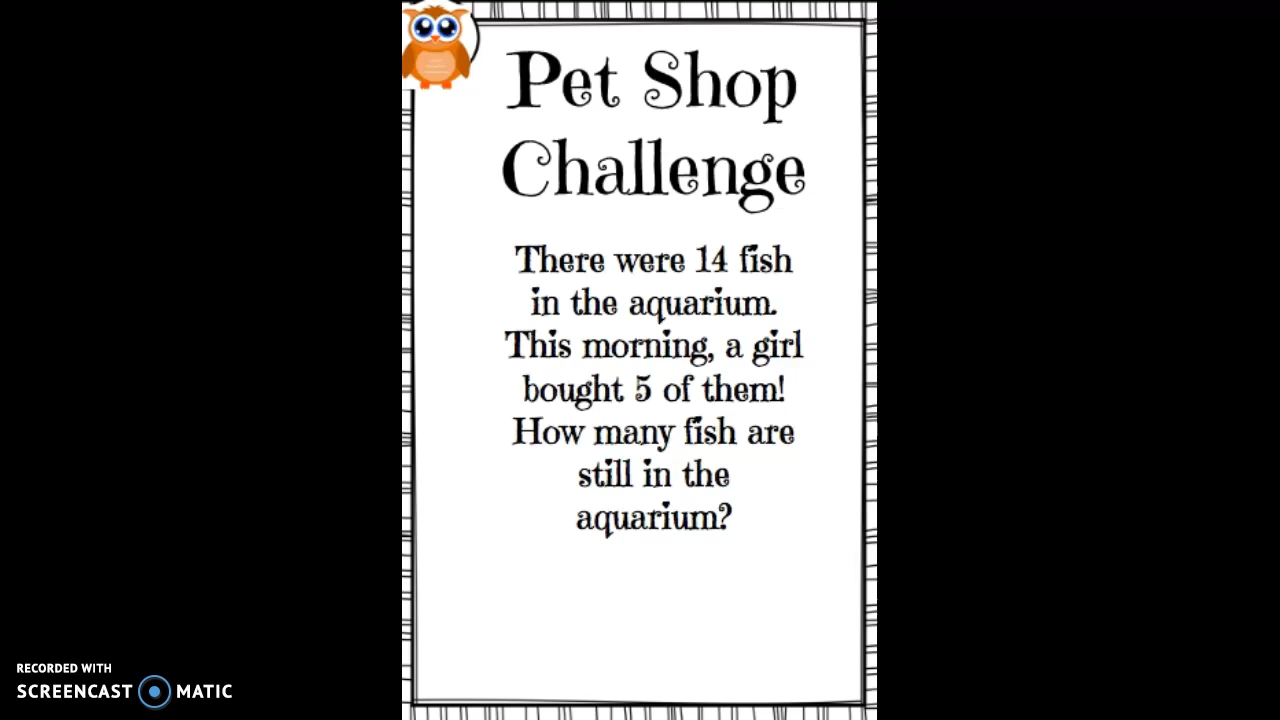 Pet Shop
Challenge
There were 14 fish
in the aquarium.
This morning, a girl
bought 5 of them!
How many fish are
still in the
aquarium?
RECORDED WITH
SCREENCAST MATIC